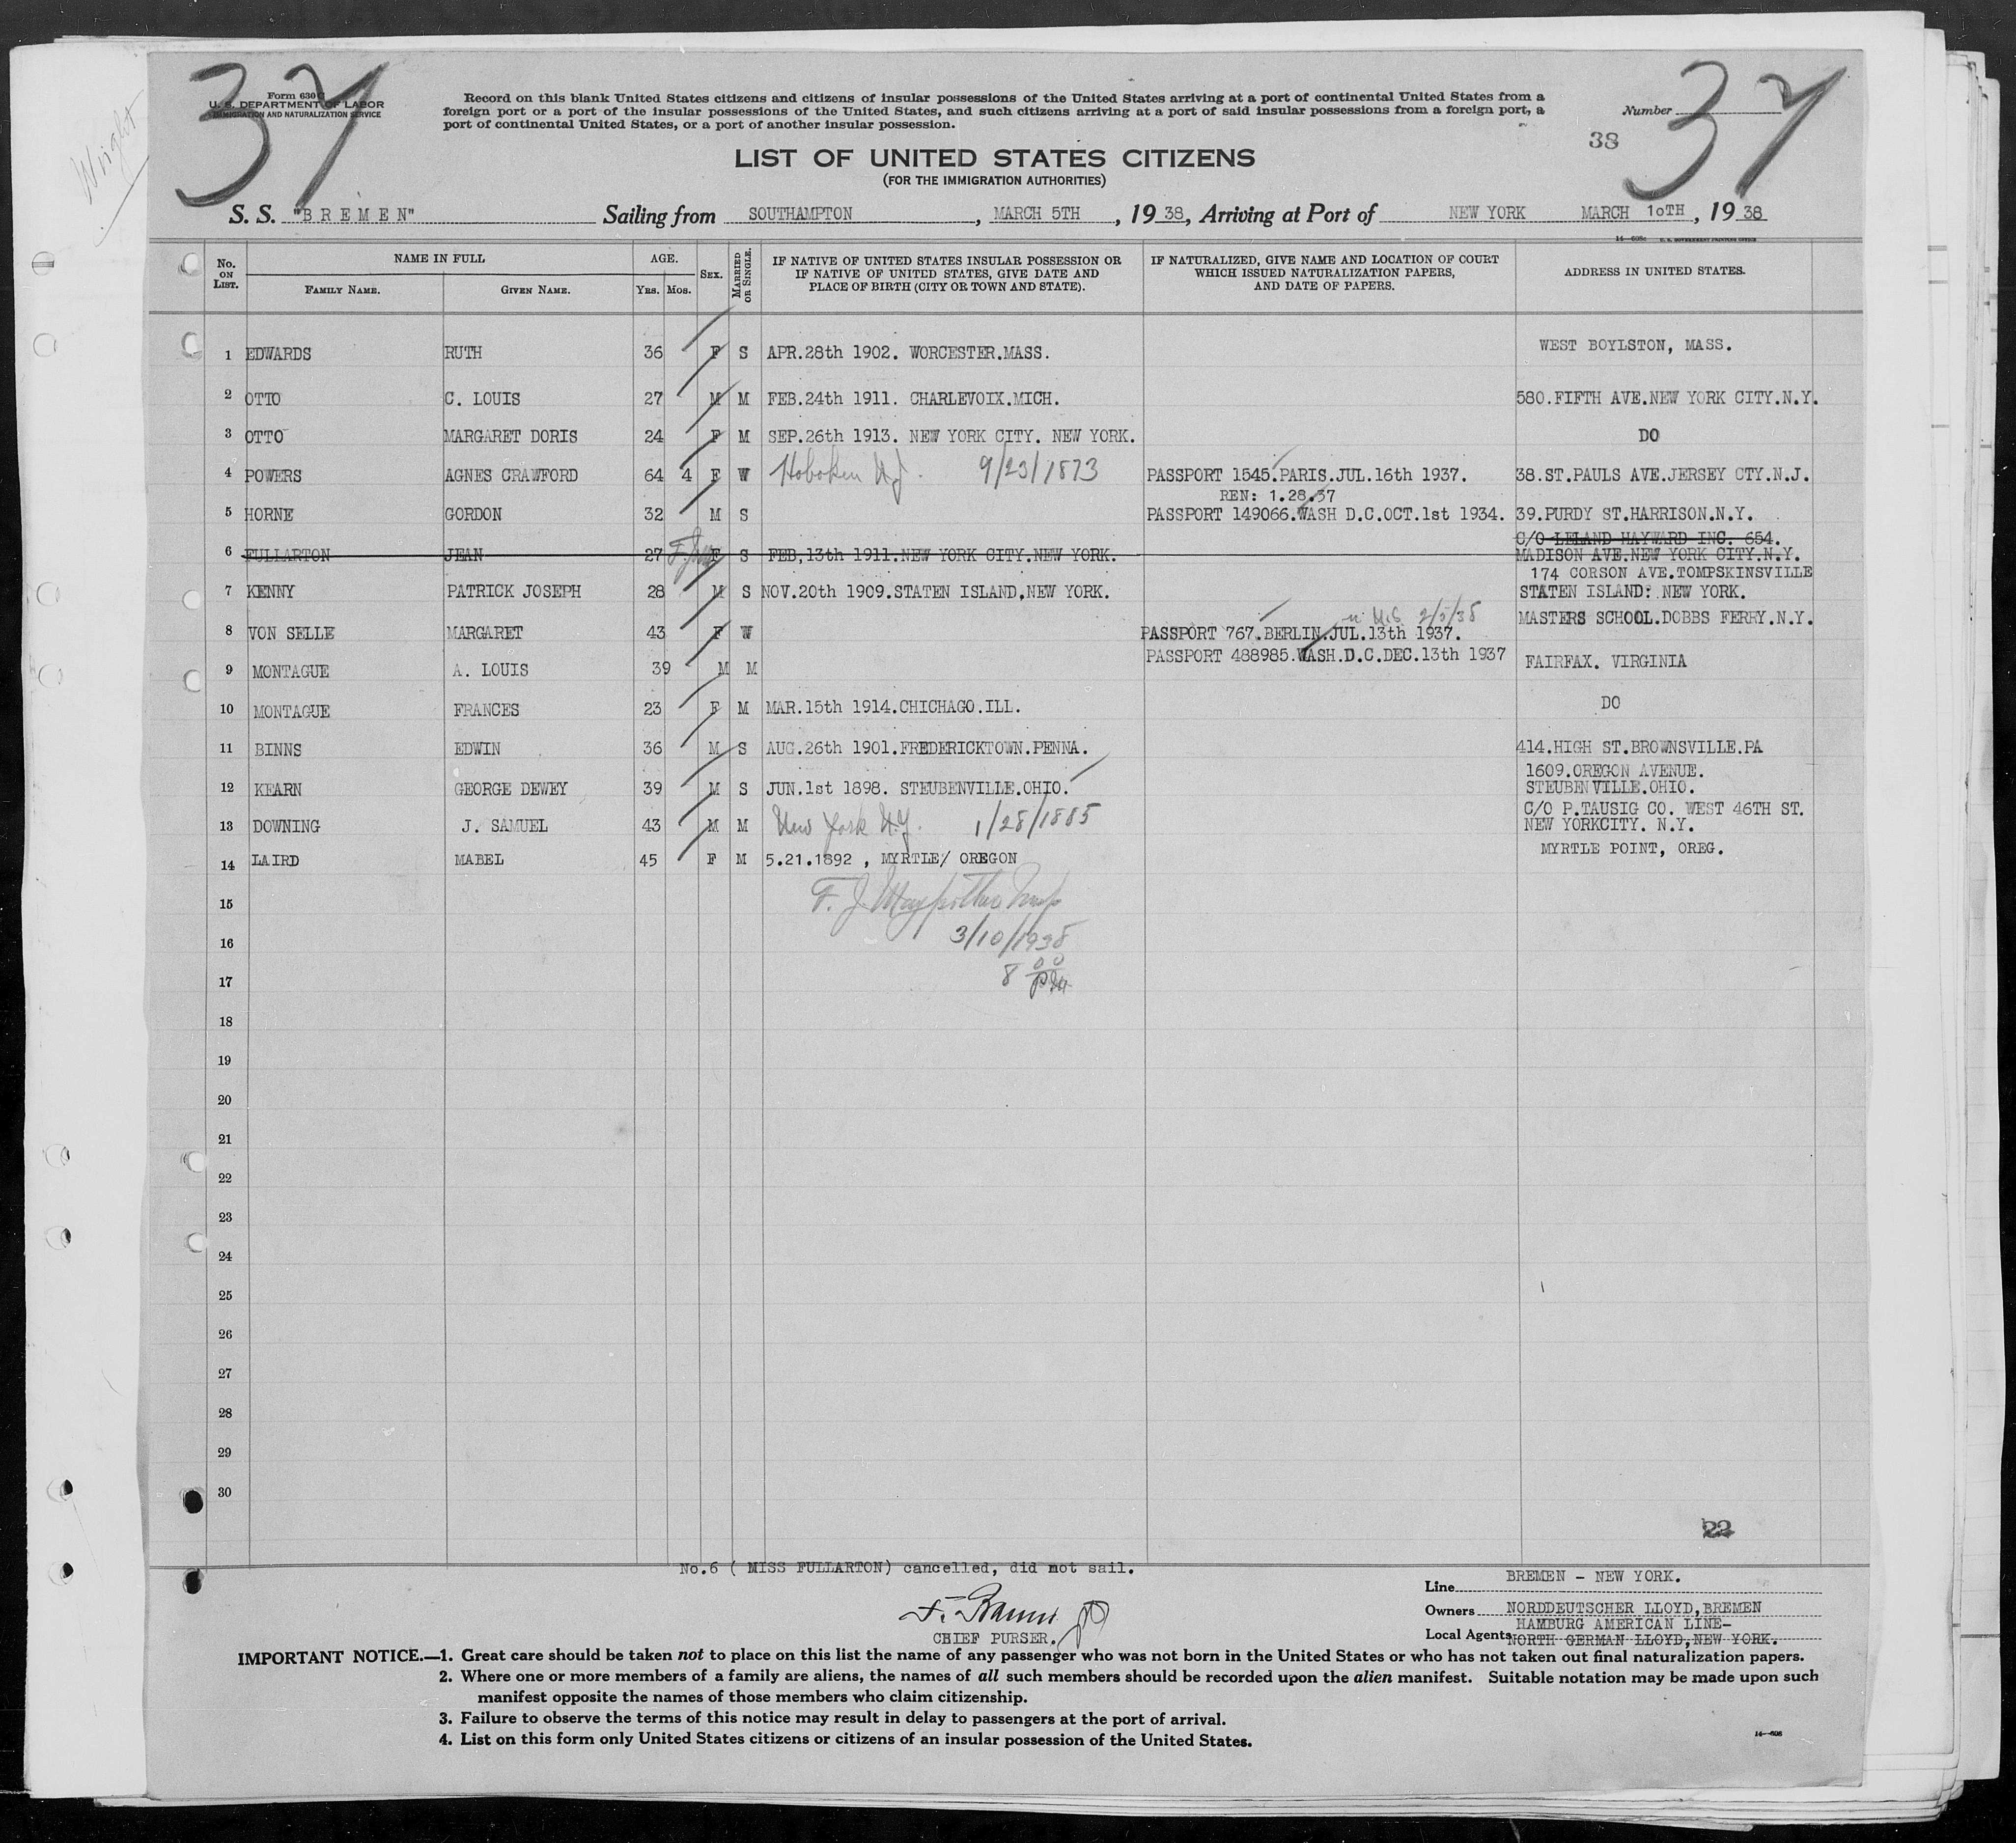 37
37
Wright
Form 630
U. S. DEPARTMENT OF LABOR
IMMIGRATION AND NATURALIZATION SERVICE
Record on this blank United States citizens and citizens of insular possessions of the United States arriving at a port of continental United States from a
foreign port or a port of the insular possessions of the United States, and such citizens arriving at a port of said insular possessions from a foreign port, a
port of continental United States, or a port of another insular possession.
Number
38
LIST OF UNITED STATES CITIZENS
(FOR THE IMMIGRATION AUTHORITIES)
S. S. "BREMEN" Sailing from SOUTHAMPTON, MARCH 5TH, 1938, Arriving at Port of NEW YORK MARCH 10TH, 1938
No. ON LIST. NAME IN FULL FAMILY NAME. GIVEN NAME. AGE. YRS. MOS. SEX. MARRIED OR SINGLE. IF NATIVE OF UNITED STATES INSULAR POSSESSION OR IF NATIVE OF UNITED STATES, GIVE DATE AND PLACE OF BIRTH (CITY OR TOWN AND STATE). IF NATURALIZED, GIVE NAME AND LOCATION OF COURT WHICH ISSUED NATURALIZATION PAPERS, AND DATE OF PAPERS. ADDRESS IN UNITED STATES.
1 EDWARDS RUTH 36 F S APR.28th 1902. WORCESTER.MASS. WEST BOYLSTON, MASS.
2 OTTO C. LOUIS 27 M M FEB.24th 1911. CHARLEVOIX.MICH. 580.FIFTH AVE.NEW YORK CITY.N.Y.
3 OTTO MARGARET DORIS 24 F M SEP.26th 1913. NEW YORK CITY. NEW YORK. DO
4 POWERS AGNES CRAWFORD 64 4 F W Hoboken N.J. 9/23/1873 PASSPORT 1545.PARIS.JUL.16th 1937. 38.ST.PAULS AVE.JERSEY CTY.N.J.
REN: 1.28.37
5 HORNE GORDON 32 M S PASSPORT 149066.WASH D.C.OCT.1st 1934. 39.PURDY ST.HARRISON.N.Y.
C/O LELAND HAYWARD INC. 654.
6 FULLARTON JEAN 27 F S FEB,13th 1911.NEW YORK CITY.NEW YORK. MADISON AVE.NEW YORK CITY.N.Y.
174 CORSON AVE.TOMPSKINSVILLE
7 KENNY PATRICK JOSEPH 28 M S NOV.20th 1909.STATEN ISLAND,NEW YORK. STATEN ISLAND: NEW YORK.
2/5/38 MASTERS SCHOOL.DOBBS FERRY.N.Y.
8 VON SELLE MARGARET 43 F W PASSPORT 767.BERLIN.JUL.13th 1937.
PASSPORT 488985.WASH.D.C.DEC.13th 1937
9 MONTAGUE A. LOUIS 39 M M FAIRFAX. VIRGINIA
10 MONTAGUE FRANCES 23 F M MAR.15th 1914.CHICAGO.ILL. DO
11 BINNS EDWIN 36 M S AUG.26th 1901.FREDERICKTOWN.PENNA. 414.HIGH ST.BROWNSVILLE.PA
1609.OREGON AVENUE.
12 KEARN GEORGE DEWEY 39 M S JUN.1st 1898. STEUBENVILLE.OHIO. STEUBENVILLE.OHIO.
C/O P.TAUSIG CO. WEST 46TH ST.
13 DOWNING J. SAMUEL 43 M M New York N.Y. 1/28/1885 NEW YORKCITY. N.Y.
14 LAIRD MABEL 45 F M 5.21.1892 , MYRTLE/ OREGON MYRTLE POINT, OREG.
15
16 3/10/1938
17 8 00 pm
18
19
20
21
22
23
24
25
26
27
28
29
30
22
No.6 ( MISS FULLARTON) cancelled, did not sail.
CHIEF PURSER.
Line BREMEN - NEW YORK.
Owners NORDDEUTSCHER LLOYD,BREMEN
HAMBURG AMERICAN LINE-
Local Agents NORTH GERMAN LLOYD,NEW YORK.
IMPORTANT NOTICE.—1. Great care should be taken not to place on this list the name of any passenger who was not born in the United States or who has not taken out final naturalization papers.
2. Where one or more members of a family are aliens, the names of all such members should be recorded upon the alien manifest. Suitable notation may be made upon such
manifest opposite the names of those members who claim citizenship.
3. Failure to observe the terms of this notice may result in delay to passengers at the port of arrival.
4. List on this form only United States citizens or citizens of an insular possession of the United States.